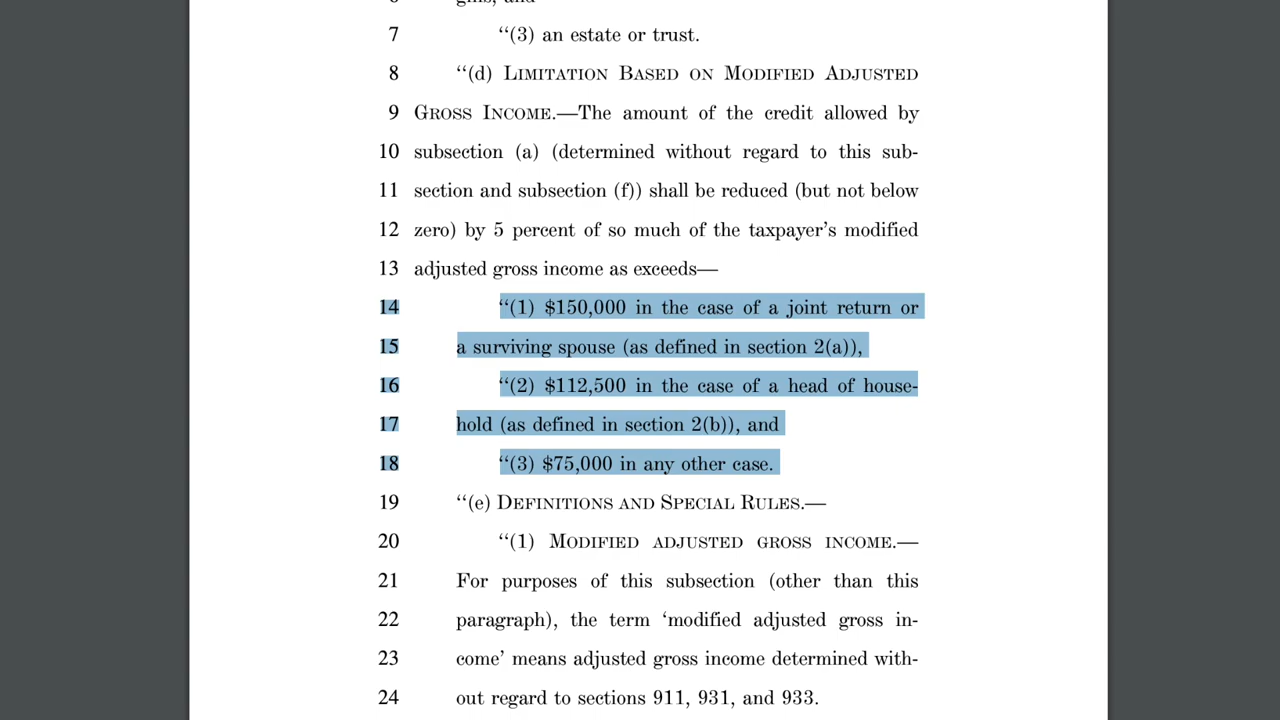 7 ‘‘(3) an estate or trust.
8 ‘‘(d) LIMITATION BASED ON MODIFIED ADJUSTED
9 GROSS INCOME.—The amount of the credit allowed by
10 subsection (a) (determined without regard to this sub-
11 section and subsection (f)) shall be reduced (but not below
12 zero) by 5 percent of so much of the taxpayer’s modified
13 adjusted gross income as exceeds—
14 ‘‘(1) $150,000 in the case of a joint return or
15 a surviving spouse (as defined in section 2(a)),
16 ‘‘(2) $112,500 in the case of a head of house-
17 hold (as defined in section 2(b)), and
18 ‘‘(3) $75,000 in any other case.
19 ‘‘(e) DEFINITIONS AND SPECIAL RULES.—
20 ‘‘(1) MODIFIED ADJUSTED GROSS INCOME.—
21 For purposes of this subsection (other than this
22 paragraph), the term ‘modified adjusted gross in-
23 come’ means adjusted gross income determined with-
24 out regard to sections 911, 931, and 933.